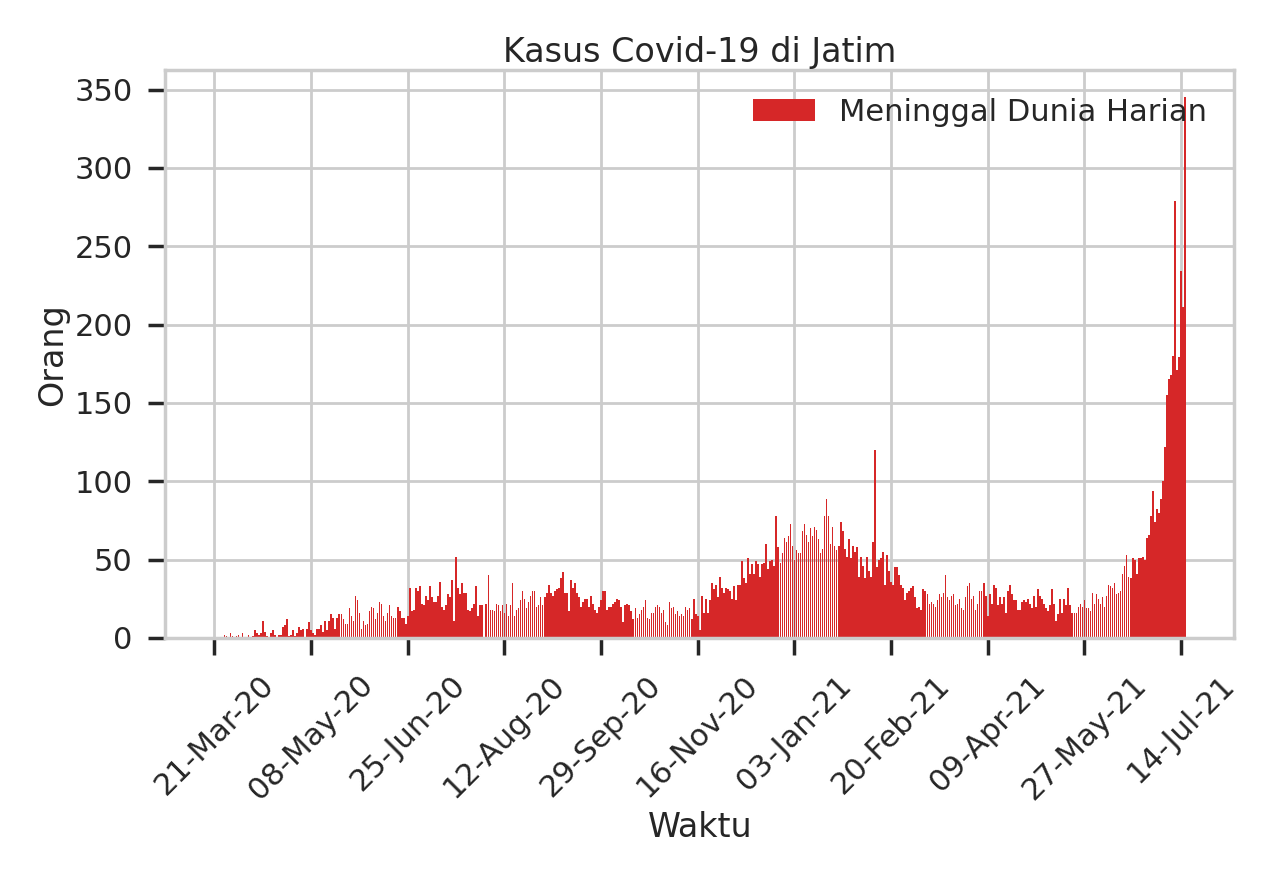 Kasus Covid-19 di Jatim
Meninggal Dunia Harian
Orang
350
300
250
200
150
100
50
0
21-Mar-20
08-May-20
25-Jun-20
12-Aug-20
29-Sep-20
16-Nov-20
03-Jan-21
20-Feb-21
09-Apr-21
27-May-21
14-Jul-21
Waktu